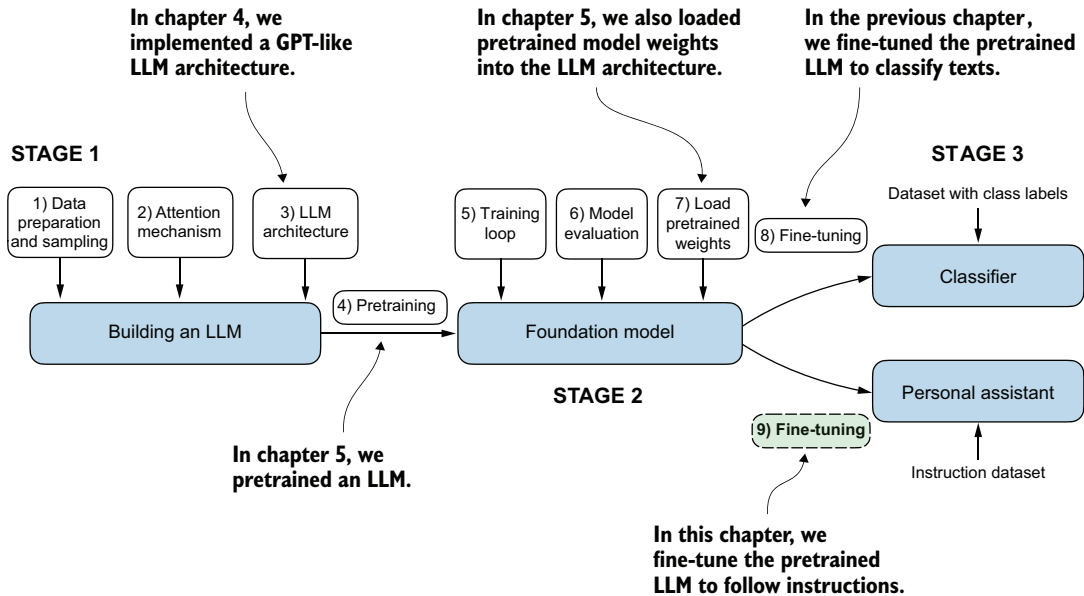 In chapter 4, we
implemented a GPT-like
LLM architecture.
In chapter 5, we also loaded
pretrained model weights
into the LLM architecture.
In the previous chapter,
we fine-tuned the pretrained
LLM to classify texts.
STAGE 1
1) Data
preparation
and sampling
2) Attention
mechanism
3) LLM
architecture
4) Pretraining
Building an LLM
5) Training
loop
6) Model
evaluation
7) Load
pretrained
weights
Foundation model
STAGE 2
8) Fine-tuning
STAGE 3
Dataset with class labels
Classifier
Personal assistant
9) Fine-tuning
Instruction dataset
In chapter 5, we
pretrained an LLM.
In this chapter, we
fine-tune the pretrained
LLM to follow instructions.